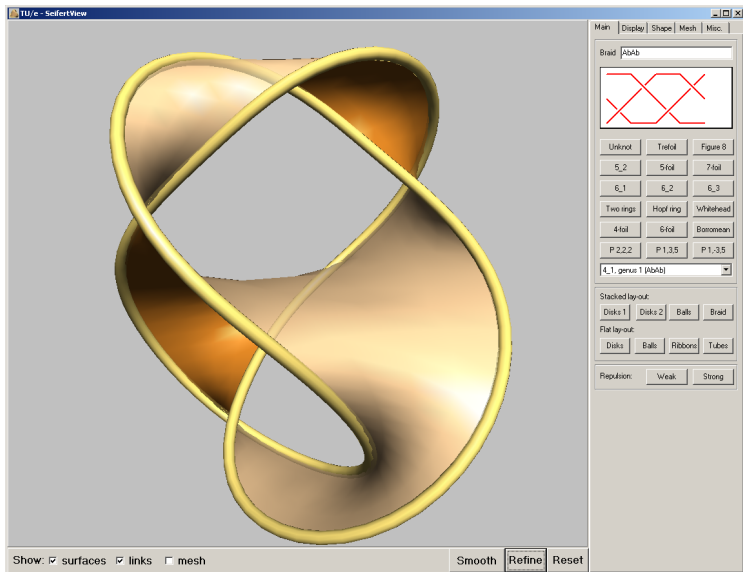 TU/e - SeifertView
Main Display Shape Mesh Misc.
Braid AbAb
Unknot Trefoil Figure 8
5_2 5-foil 7-foil
6_1 6_2 6_3
Two rings Hopf ring Whitehead
4-foil 6-foil Borromean
P 2,2,2 P 1,3,5 P 1,-3,5
4_1, genus 1 (AbAb)
Stacked lay-out:
Disks 1 Disks 2 Balls Braid
Flat lay-out:
Disks Balls Ribbons Tubes
Repulsion: Weak Strong
Show: surfaces links mesh Smooth Refine Reset